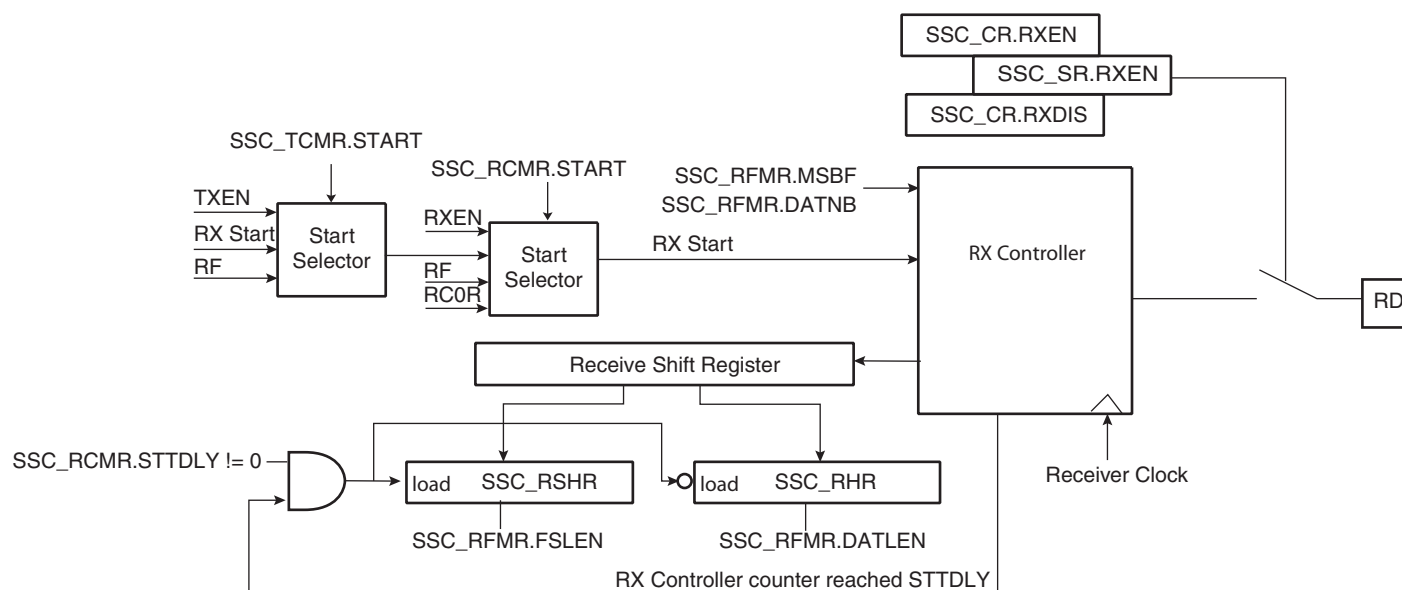 SSC_CR.RXEN
SSC_SR.RXEN
SSC_CR.RXDIS
SSC_TCMR.START
SSC_RCMR.START
SSC_RFMR.MSBF
SSC_RFMR.DATNB
TXEN
RX Start
RF
Start
Selector
RXEN
RF
RC0R
Start
Selector
RX Start
RX Controller
RD
Receive Shift Register
Receiver Clock
SSC_RCMR.STTDLY != 0
load SSC_RSHR
load SSC_RHR
SSC_RFMR.FSLEN
SSC_RFMR.DATLEN
RX Controller counter reached STTDLY